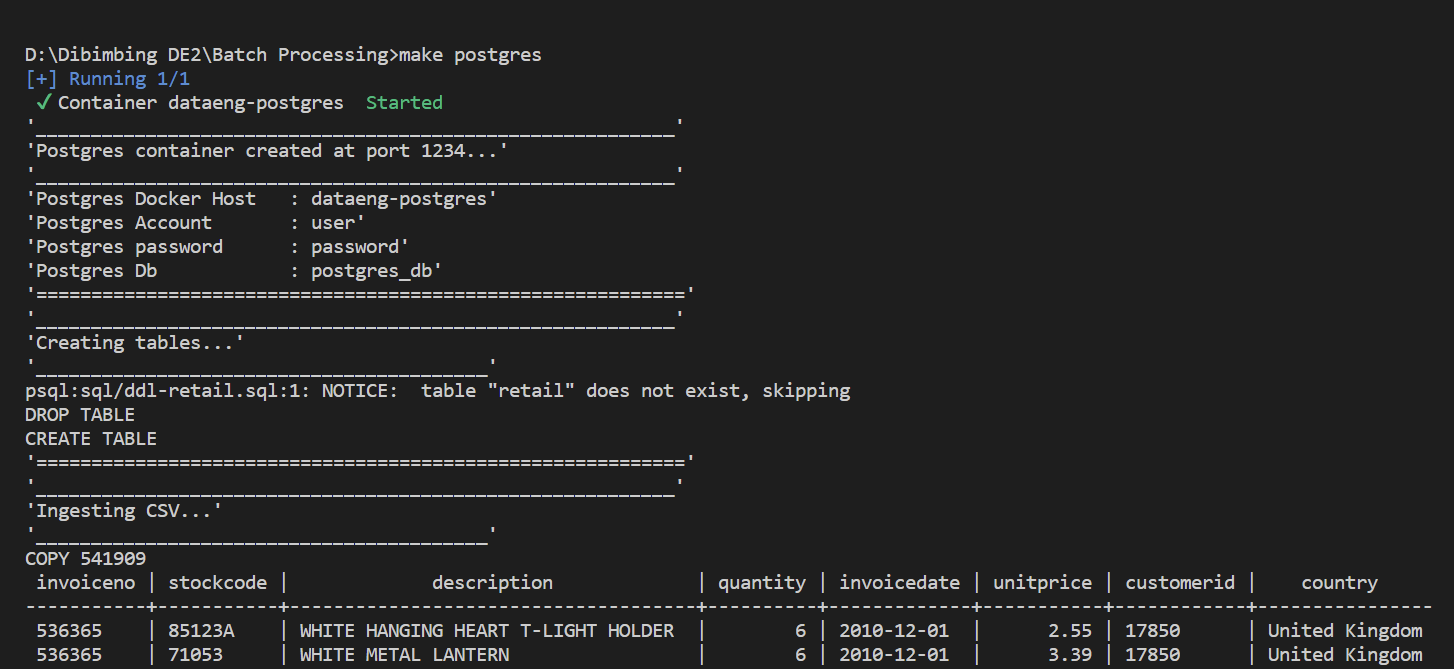 D:\Dibimbing DE2\Batch Processing>make postgres
[+] Running 1/1
✓ Container dataeng-postgres  Started
'__________________________________________________________'
'Postgres container created at port 1234...'
'__________________________________________________________'
'Postgres Docker Host   : dataeng-postgres'
'Postgres Account       : user'
'Postgres password      : password'
'Postgres Db            : postgres_db'
'==========================================================='
'__________________________________________________________'
'Creating tables...'
'_________________________________________'
psql:sql/ddl-retail.sql:1: NOTICE:  table "retail" does not exist, skipping
DROP TABLE
CREATE TABLE
'==========================================================='
'__________________________________________________________'
'Ingesting CSV...'
'_________________________________________'
COPY 541909
 invoiceno | stockcode |             description             | quantity | invoicedate | unitprice | customerid |    country
-----------+-----------+-------------------------------------+----------+-------------+-----------+------------+----------------
 536365    | 85123A    | WHITE HANGING HEART T-LIGHT HOLDER  |        6 | 2010-12-01  |      2.55 | 17850      | United Kingdom
 536365    | 71053     | WHITE METAL LANTERN                 |        6 | 2010-12-01  |      3.39 | 17850      | United Kingdom